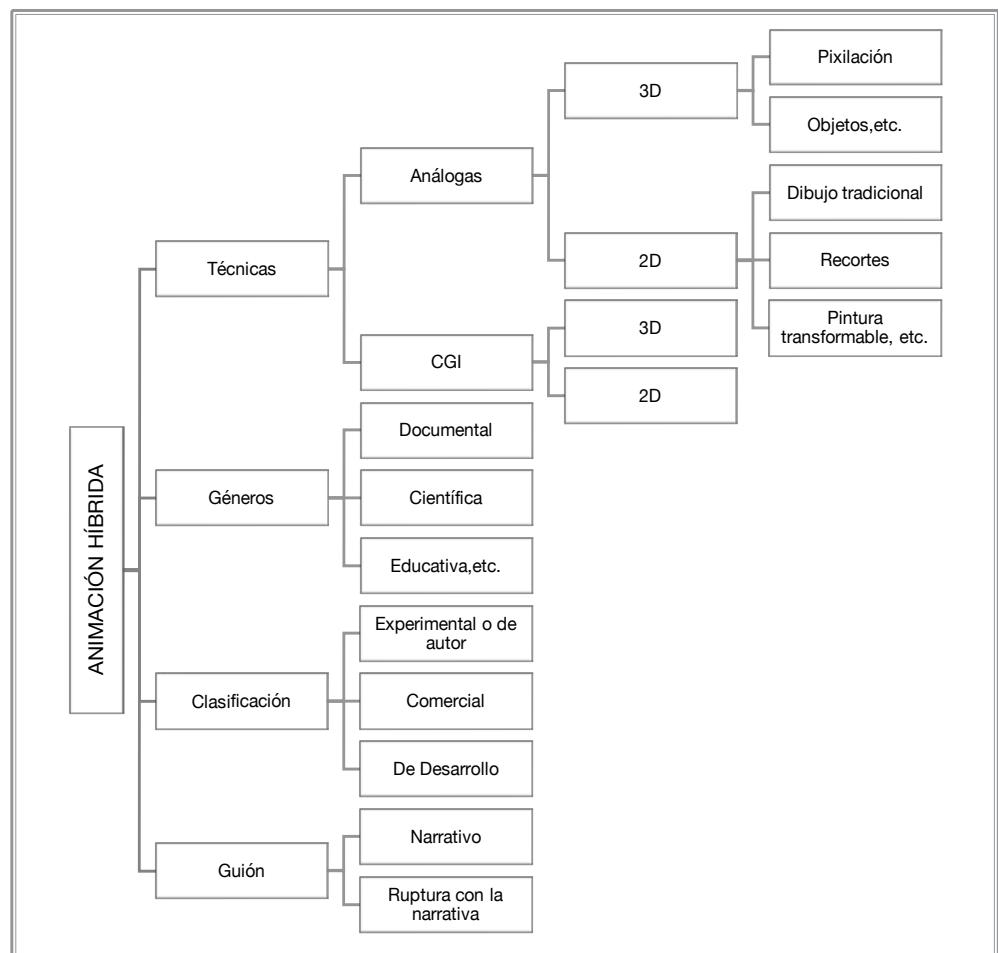 ANIMACIÓN HÍBRIDA
Técnicas
Análogas
3D
Pixilación
Objetos,etc.
2D
Dibujo tradicional
Recortes
Pintura
transformable, etc.
CGI
3D
2D
Géneros
Documental
Científica
Educativa,etc.
Clasificación
Experimental o de
autor
Comercial
De Desarrollo
Guión
Narrativo
Ruptura con la
narrativa